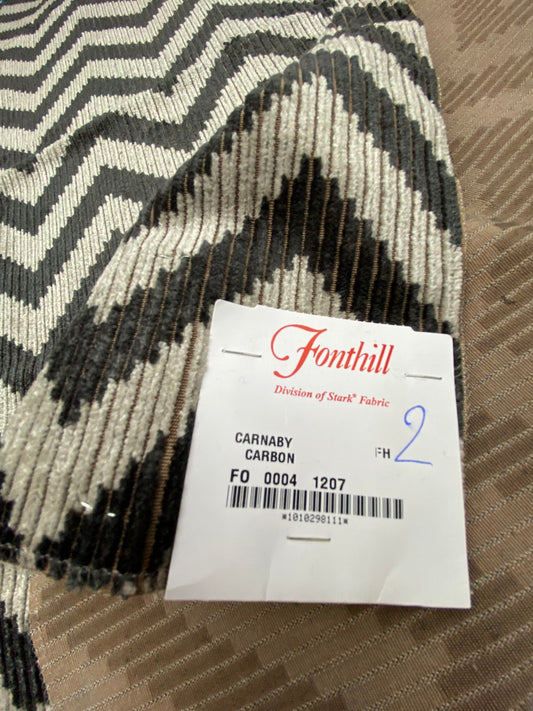 Fonthill
Division of Stark® Fabric
CARNABY FH 2
CARBON
FO 0004 1207
*1010298111*